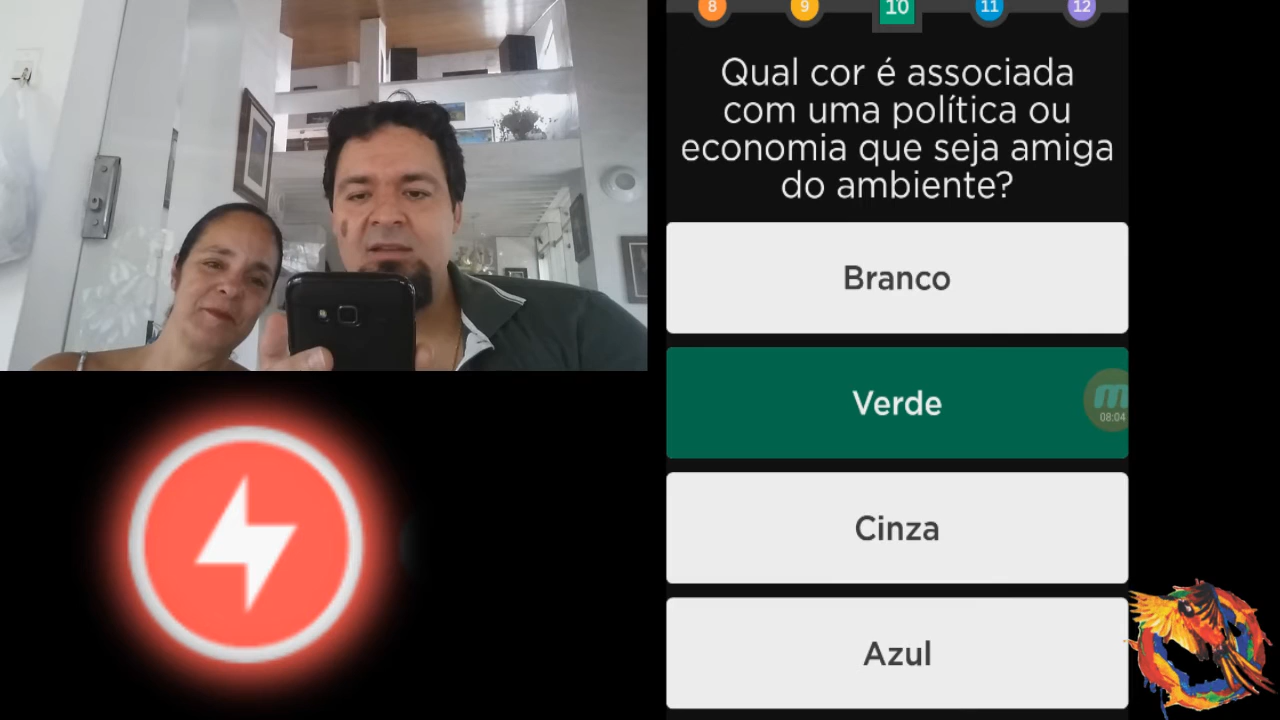 8
9
10
11
12
Qual cor é associada
com uma política ou
economia que seja amiga
do ambiente?
Branco
Verde
08:04
Cinza
Azul